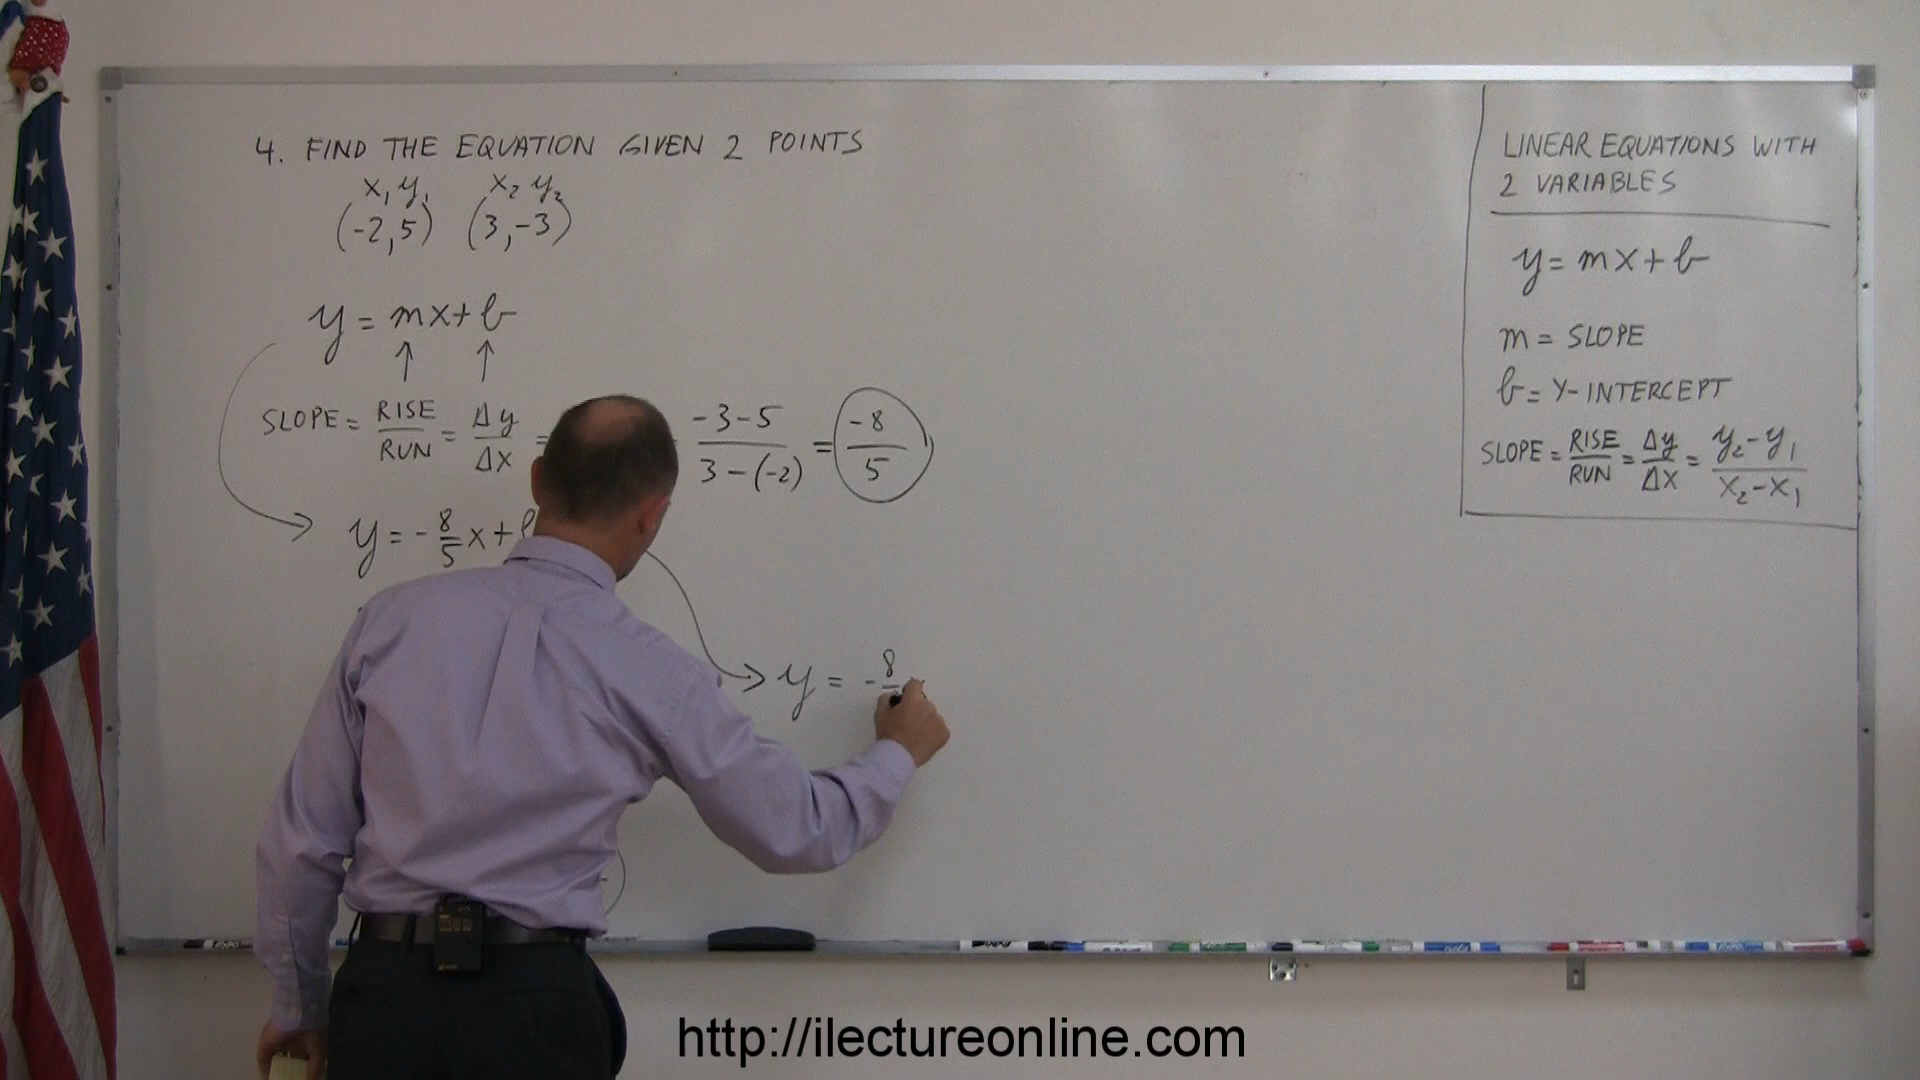 4. FIND THE EQUATION GIVEN 2 POINTS
x₁ y₁ x₂ y₂
(-2,5) (3,-3)
y = mx + b
SLOPE = RISE/RUN = Δy/Δx = -3-5/3-(-2) = -8/5
y = -8/5 x +
y = -8
LINEAR EQUATIONS WITH
2 VARIABLES
y = mx + b
m = SLOPE
b = Y-INTERCEPT
SLOPE = RISE/RUN = Δy/Δx = y₂-y₁/x₂-x₁
http://ilectureonline.com